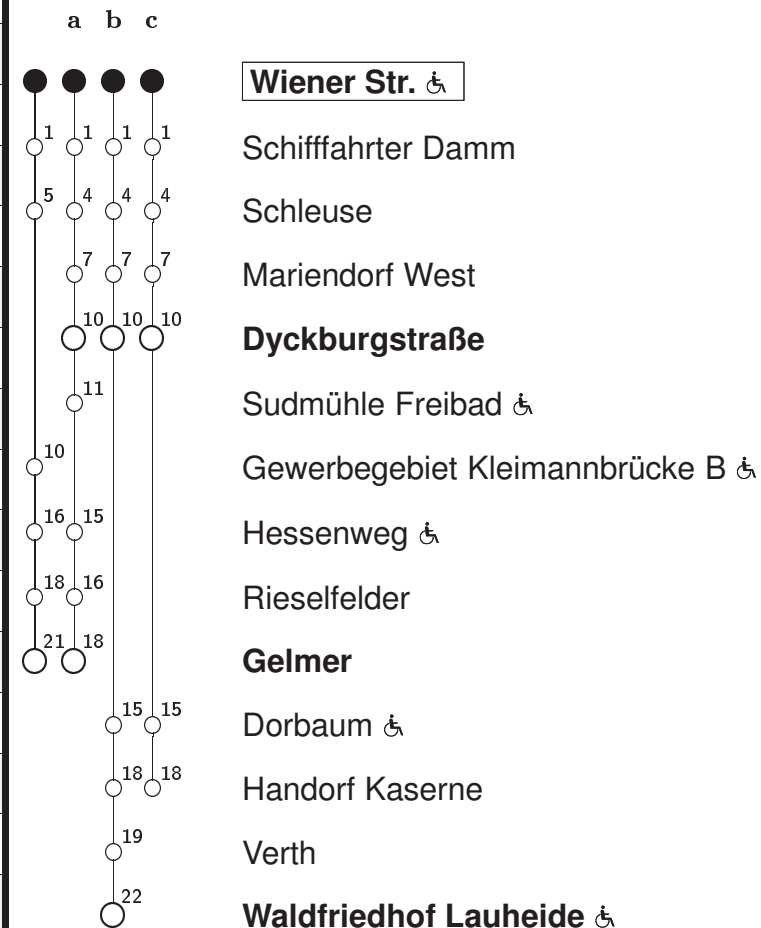 a b c
Wiener Str.
1 1 1 1 Schifffahrter Damm
5 4 4 4 Schleuse
7 7 7 Mariendorf West
10 10 10 Dyckburgstraße
11 Sudmühle Freibad
10 Gewerbegebiet Kleimannbrücke B
16 15 Hessenweg
18 16 Rieselfelder
21 18 Gelmer
15 15 Dorbaum
18 18 Handorf Kaserne
19 Verth
22 Waldfriedhof Lauheide